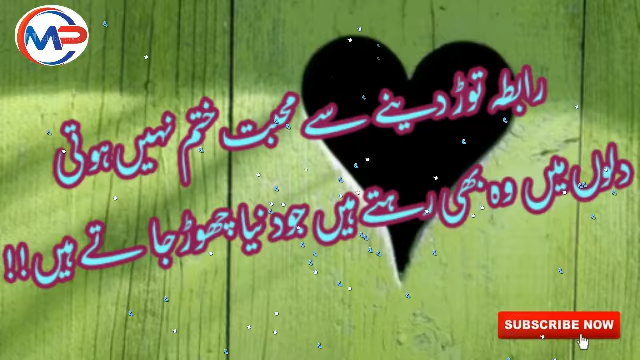 MP
رابطہ توڑ دینے سے محبت ختم نہیں ہوتی
دلوں میں وہ بھی رہتے ہیں جو دنیا چھوڑ جاتے ہیں!!
SUBSCRIBE NOW